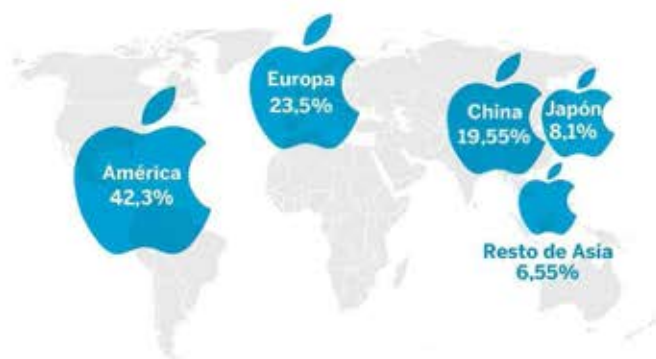 América
42,3%
Europa
23,5%
China
19,55%
Japón
8,1%
Resto de Asia
6,55%